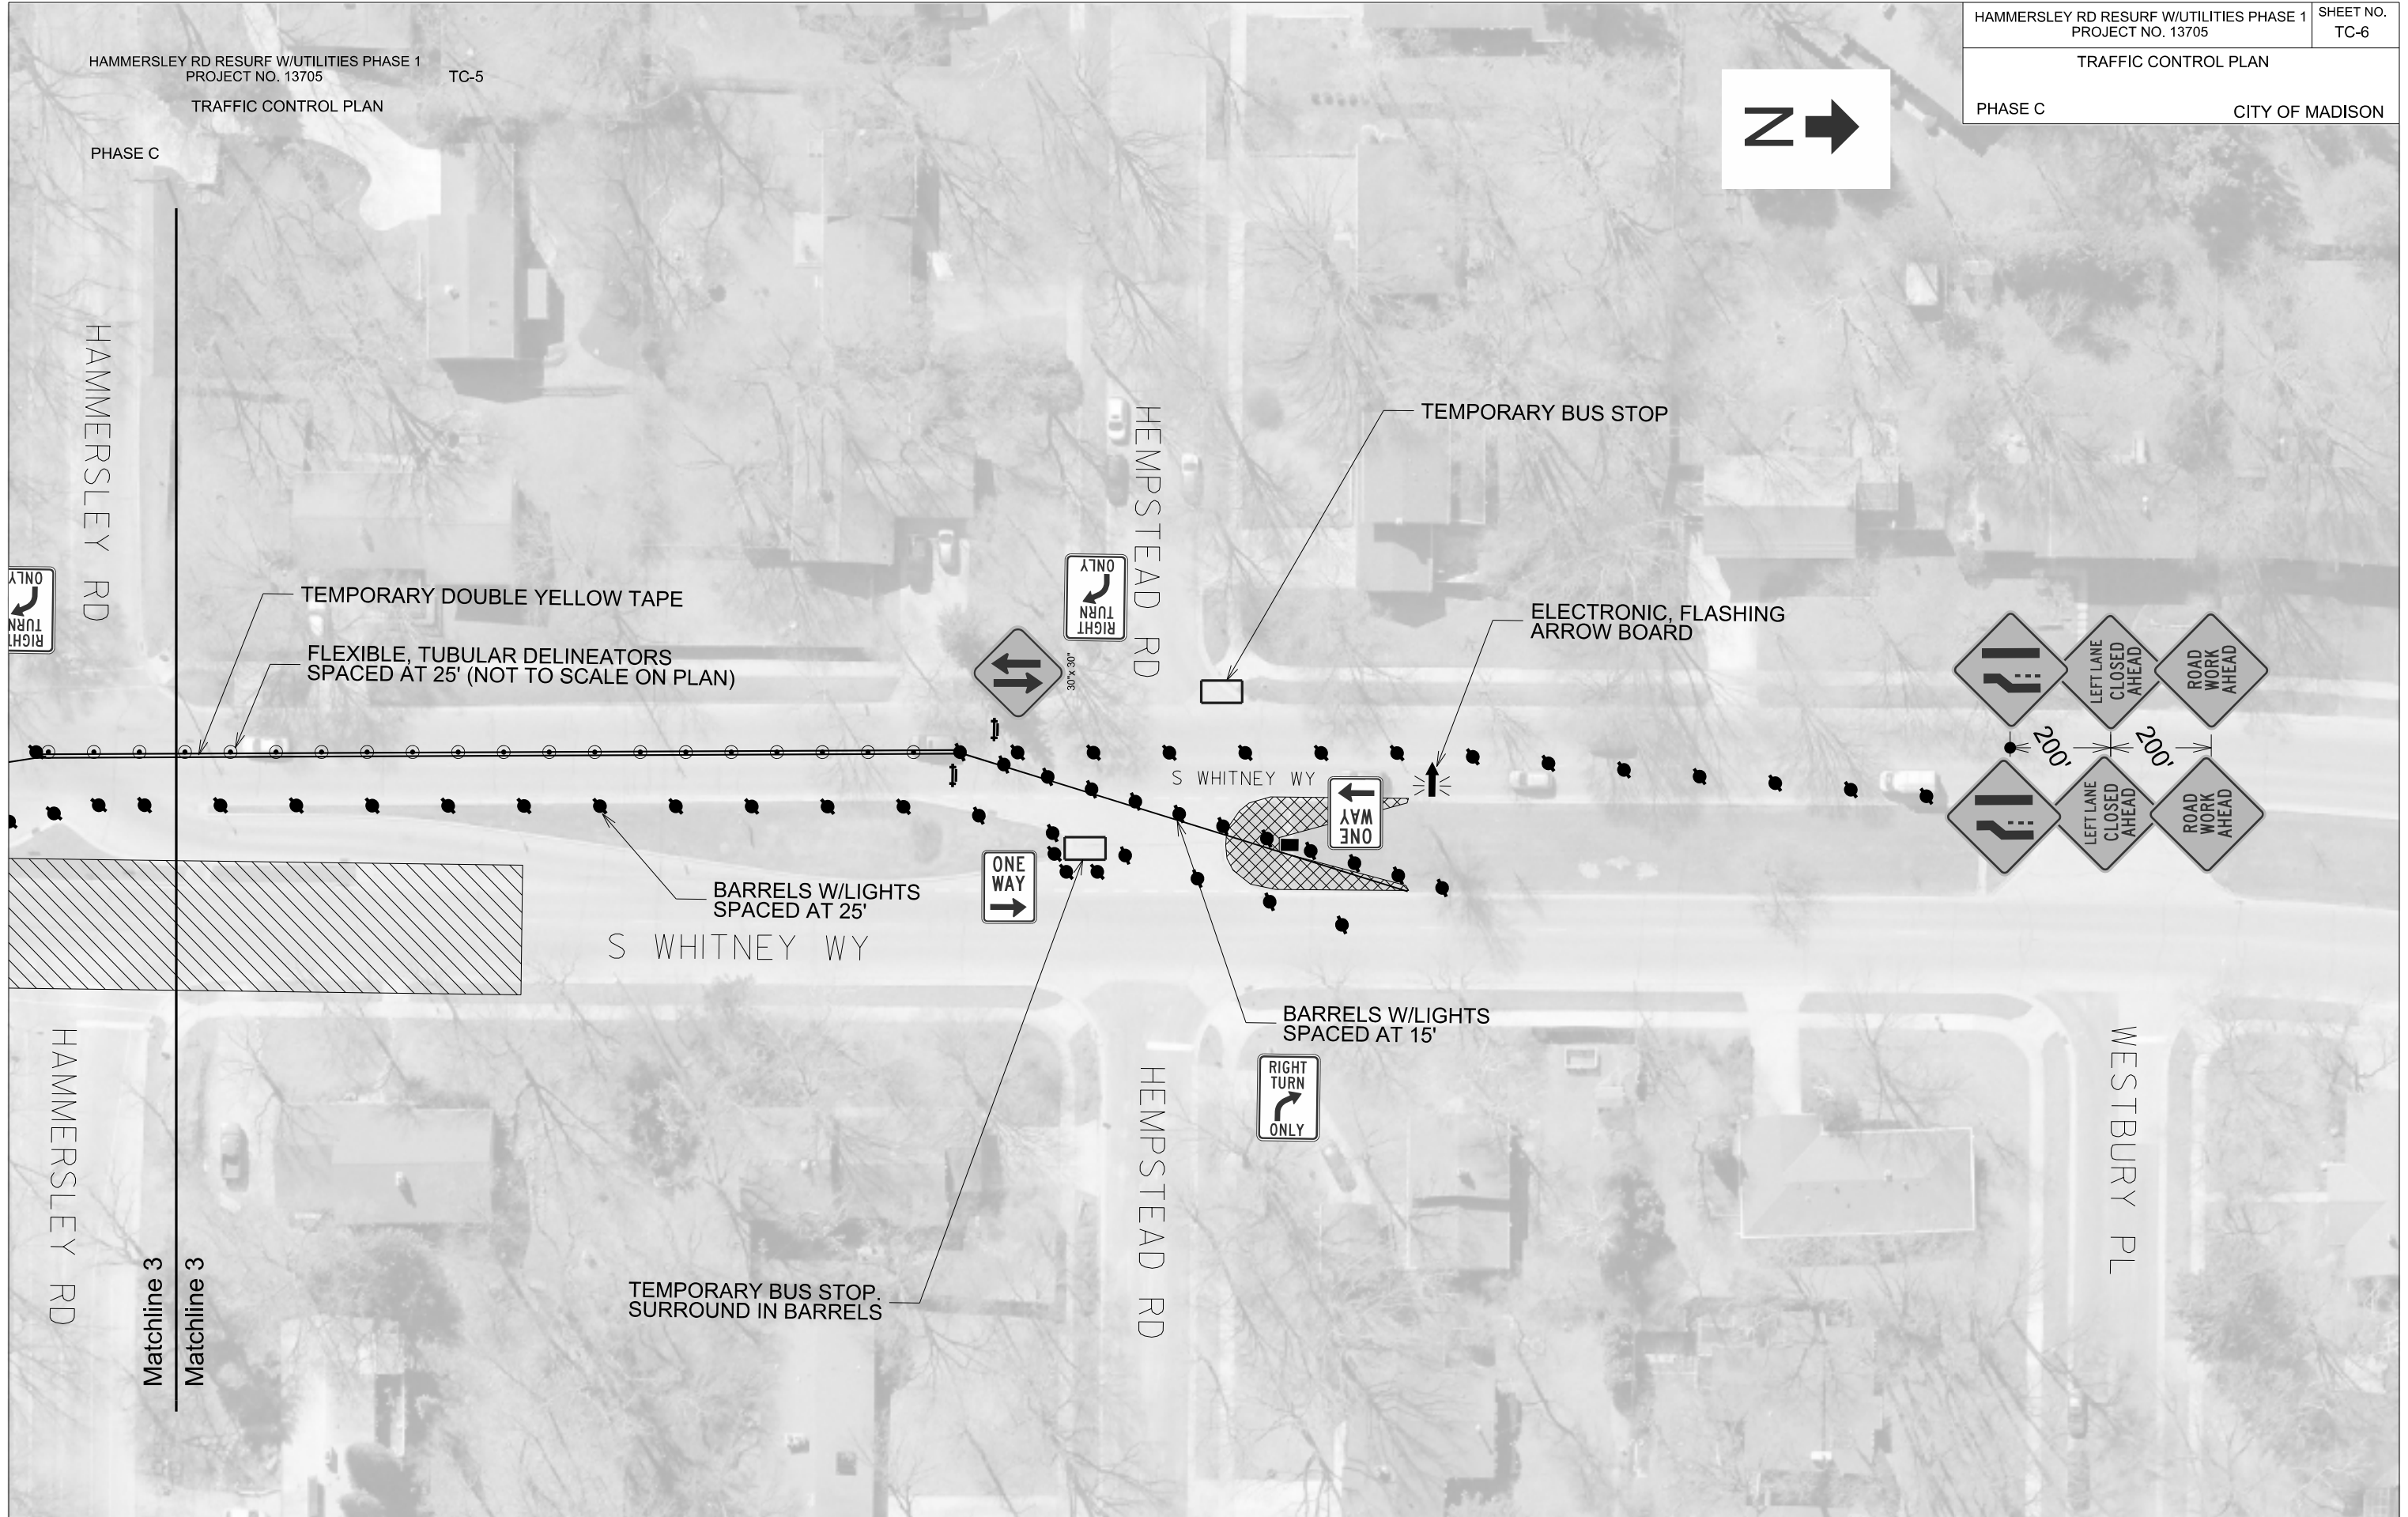 HAMMERSLEY RD RESURF W/UTILITIES PHASE 1
PROJECT NO. 13705
SHEET NO.
TC-6
TRAFFIC CONTROL PLAN
PHASE C
CITY OF MADISON
HAMMERSLEY RD RESURF W/UTILITIES PHASE 1
PROJECT NO. 13705
TC-5
TRAFFIC CONTROL PLAN
PHASE C
N
HAMMERSLEY RD
HEMPSTEAD RD
TEMPORARY BUS STOP
RIGHT
TURN
ONLY
RIGHT
TURN
ONLY
TEMPORARY DOUBLE YELLOW TAPE
FLEXIBLE, TUBULAR DELINEATORS
SPACED AT 25' (NOT TO SCALE ON PLAN)
30"x 30"
ELECTRONIC, FLASHING
ARROW BOARD
LEFT LANE
CLOSED
AHEAD
ROAD
WORK
AHEAD
200'
200'
LEFT LANE
CLOSED
AHEAD
ROAD
WORK
AHEAD
S WHITNEY WY
ONE
WAY
ONE
WAY
BARRELS W/LIGHTS
SPACED AT 25'
S WHITNEY WY
BARRELS W/LIGHTS
SPACED AT 15'
RIGHT
TURN
ONLY
HAMMERSLEY RD
HEMPSTEAD RD
WESTBURY PL
TEMPORARY BUS STOP.
SURROUND IN BARRELS
Matchline 3
Matchline 3